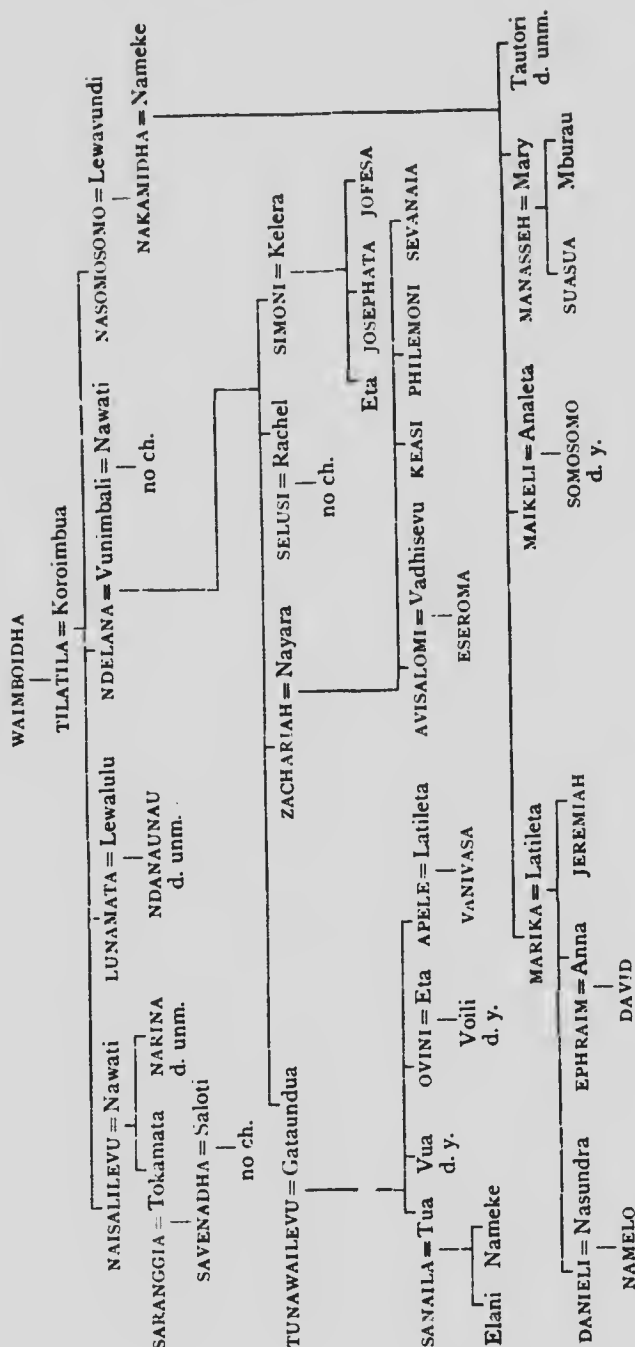 WAIMBOIDHA
TILATILA = Koroimbua
NAISALILEVU = Nawati LUNAMATA = Lewalulu NDELANA = Vunimbali = Nawati NASOMOSOMO = Lewavundi
SARANGGIA = Tokamata NARINA NDANAUNAU no ch. NAKAMIDHA = Nameke
d. unm. d. unm.
SAVENADHA = Saloti
no ch.
TUNAWAILEVU = Gataundua ZACHARIAH = Nayara SELUSI = Rachel SIMONI = Kelera
no ch.
Eta JOSEPHATA JOFESA
SANAILA = Tua Vua OVINI = Eta APELE = Latileta AVISALOMI = Vadhisevu KEASI PHILEMONI SEVANAIA
d. y.
Elani Nameke Voili VANIVASA ESEROMA
d. y.
MARIKA = Latileta MAIKELI = Analeta MANASSEH = Mary Tautori
d. unm.
DANIELI = Nasundra EPHRAIM = Anna JEREMIAH SOMOSOMO SUASUA Mburau
d. y.
NAMELO DAVID